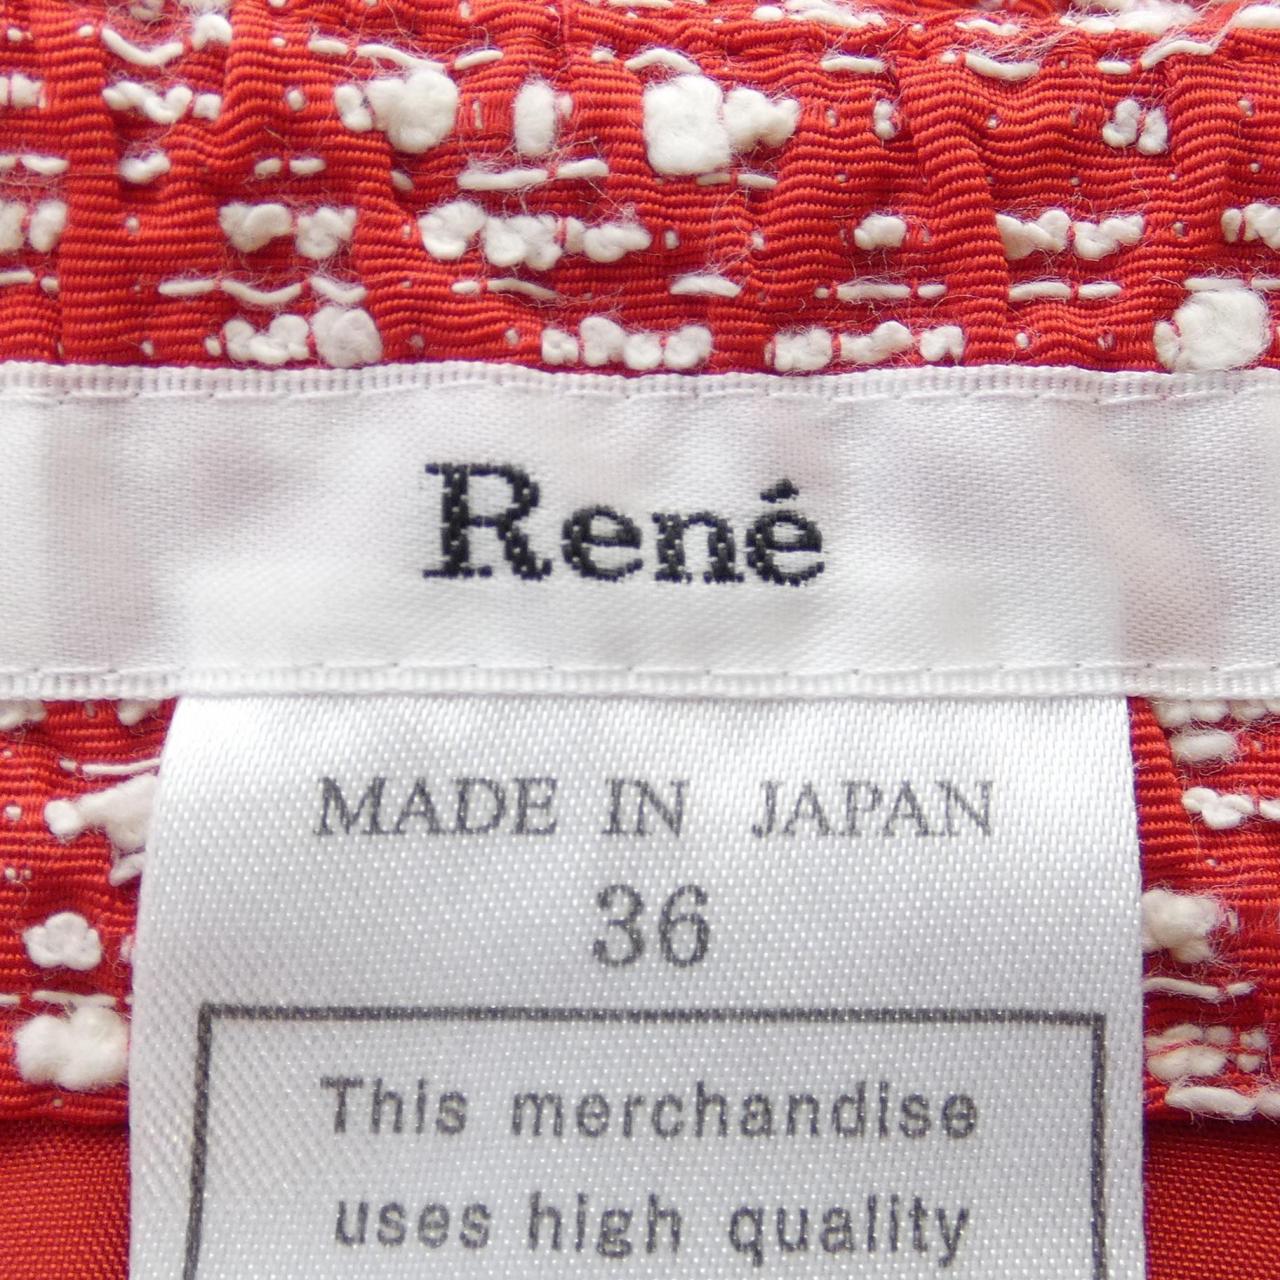 René
MADE IN JAPAN
36
This merchandise
uses high quality